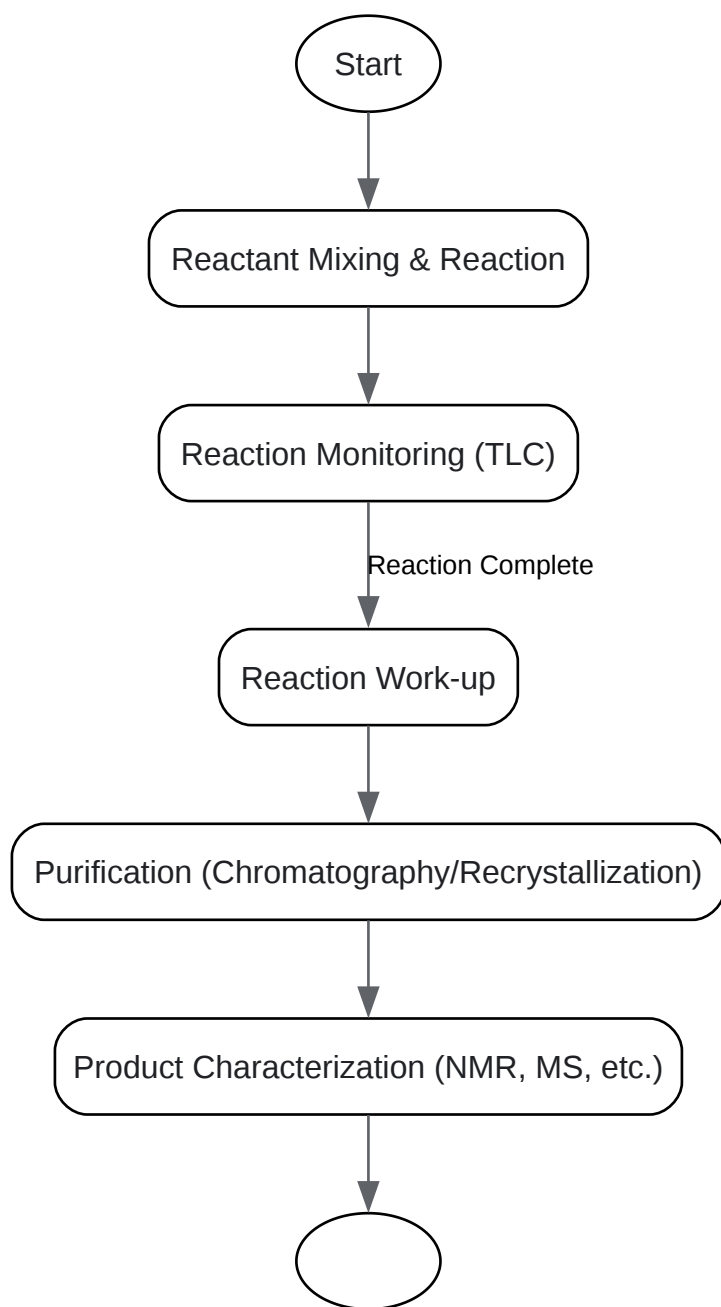 Start
Reactant Mixing & Reaction
Reaction Monitoring (TLC)
Reaction Complete
Reaction Work-up
Purification (Chromatography/Recrystallization)
Product Characterization (NMR, MS, etc.)